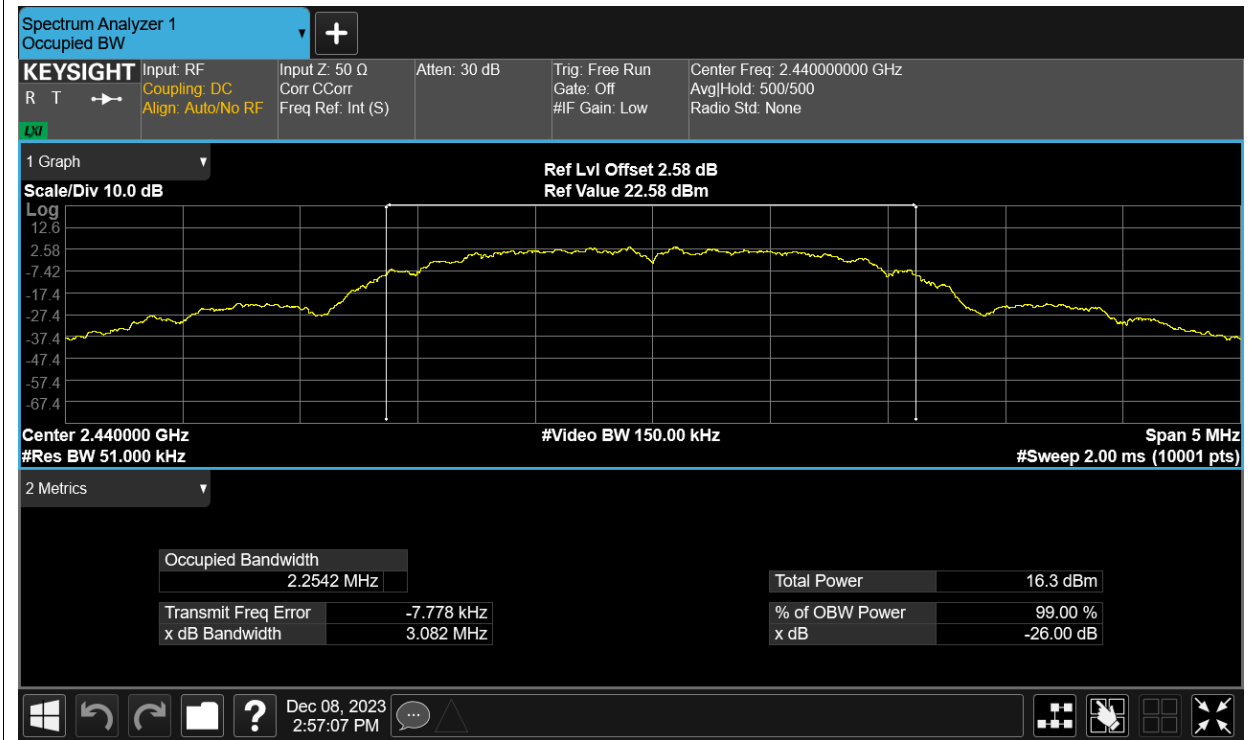 Spectrum Analyzer 1
Occupied BW
KEYSIGHT
R T
LXI
Input: RF
Coupling: DC
Align: Auto/No RF
Input Z: 50 Ω
Corr CCorr
Freq Ref: Int (S)
Atten: 30 dB
Trig: Free Run
Gate: Off
#IF Gain: Low
Center Freq: 2.440000000 GHz
Avg|Hold: 500/500
Radio Std: None
1 Graph
Scale/Div 10.0 dB
Ref Lvl Offset 2.58 dB
Ref Value 22.58 dBm
Log
12.6
2.58
-7.42
-17.4
-27.4
-37.4
-47.4
-57.4
-67.4
Center 2.440000 GHz
#Video BW 150.00 kHz
Span 5 MHz
#Res BW 51.000 kHz
#Sweep 2.00 ms (10001 pts)
2 Metrics
Occupied Bandwidth
2.2542 MHz
Total Power 16.3 dBm
Transmit Freq Error -7.778 kHz
% of OBW Power 99.00 %
x dB Bandwidth 3.082 MHz
x dB -26.00 dB
Dec 08, 2023
2:57:07 PM